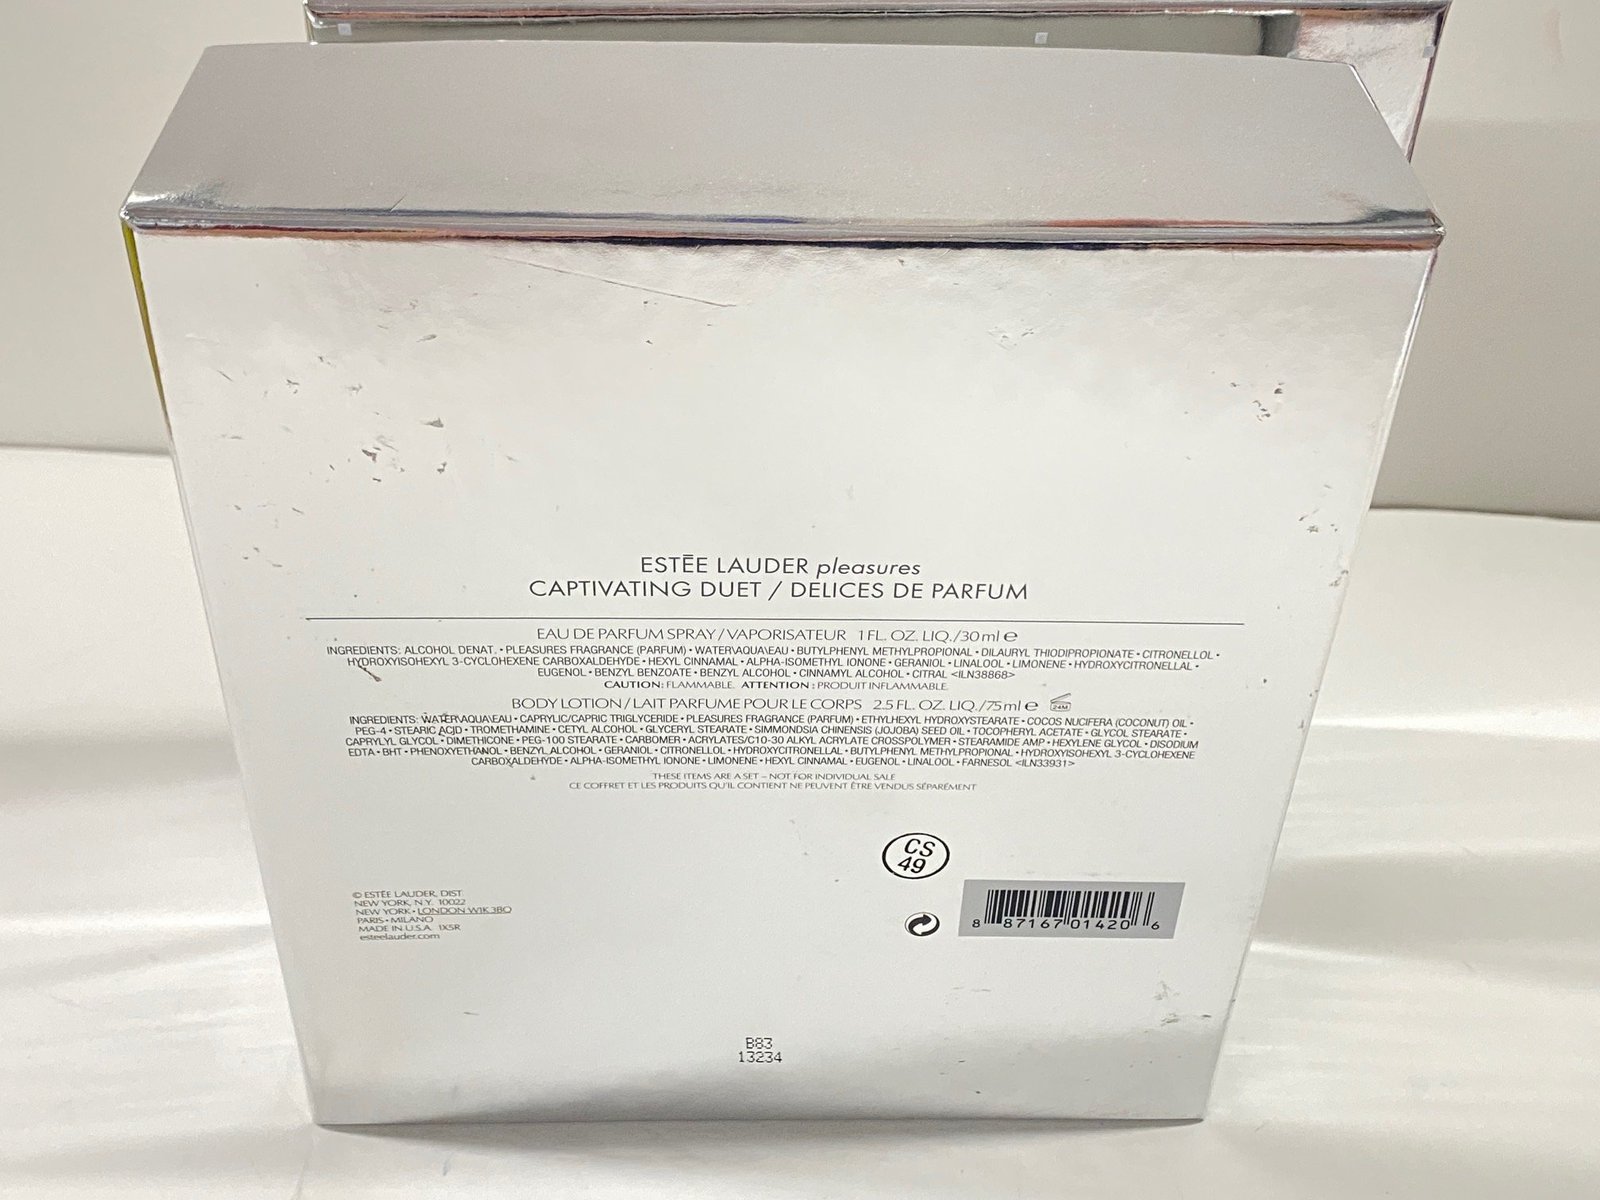 ESTĒE LAUDER pleasures
CAPTIVATING DUET / DELICES DE PARFUM
EAU DE PARFUM SPRAY / VAPORISATEUR 1 FL. OZ. LIQ./30 ml ℮
INGREDIENTS: ALCOHOL DENAT. • PLEASURES FRAGRANCE (PARFUM) • WATER\AQUA\EAU • BUTYLPHENYL METHYLPROPIONAL • DILAURYL THIODIPROPIONATE • CITRONELLOL •
HYDROXYISOHEXYL 3-CYCLOHEXENE CARBOXALDEHYDE • HEXYL CINNAMAL • ALPHA-ISOMETHYL IONONE • GERANIOL • LINALOOL • LIMONENE • HYDROXYCITRONELLAL •
EUGENOL • BENZYL BENZOATE • BENZYL ALCOHOL • CINNAMYL ALCOHOL • CITRAL <ILN38868>
CAUTION: FLAMMABLE. ATTENTION: PRODUIT INFLAMMABLE.
BODY LOTION / LAIT PARFUME POUR LE CORPS 2.5 FL. OZ. LIQ./75 ml ℮ 24M
INGREDIENTS: WATER\AQUA\EAU • CAPRYLIC/CAPRIC TRIGLYCERIDE • PLEASURES FRAGRANCE (PARFUM) • ETHYLHEXYL HYDROXYSTEARATE • COCOS NUCIFERA (COCONUT) OIL •
PEG-4 • STEARIC ACID • TROMETHAMINE • CETYL ALCOHOL • GLYCERYL STEARATE • SIMMONDSIA CHINENSIS (JOJOBA) SEED OIL • TOCOPHERYL ACETATE • GLYCOL STEARATE •
CAPRYLYL GLYCOL • DIMETHICONE • PEG-100 STEARATE • CARBOMER • ACRYLATES/C10-30 ALKYL ACRYLATE CROSSPOLYMER • STEARAMIDE AMP • HEXYLENE GLYCOL • DISODIUM
EDTA • BHT • PHENOXYETHANOL • BENZYL ALCOHOL • GERANIOL • CITRONELLOL • HYDROXYCITRONELLAL • BUTYLPHENYL METHYLPROPIONAL • HYDROXYISOHEXYL 3-CYCLOHEXENE
CARBOXALDEHYDE • ALPHA-ISOMETHYL IONONE • LIMONENE • HEXYL CINNAMAL • EUGENOL • LINALOOL • FARNESOL <ILN33931>
THESE ITEMS ARE A SET – NOT FOR INDIVIDUAL SALE
CE COFFRET ET LES PRODUITS QU'IL CONTIENT NE PEUVENT ÊTRE VENDUS SÉPARÉMENT
CS
49
© ESTĒE LAUDER, DIST
NEW YORK, N.Y. 10022
NEW YORK • LONDON W1K 3BQ
PARIS • MILANO
MADE IN U.S.A. 1X5R
esteelauder.com
8 87167 01420 6
B83
13234